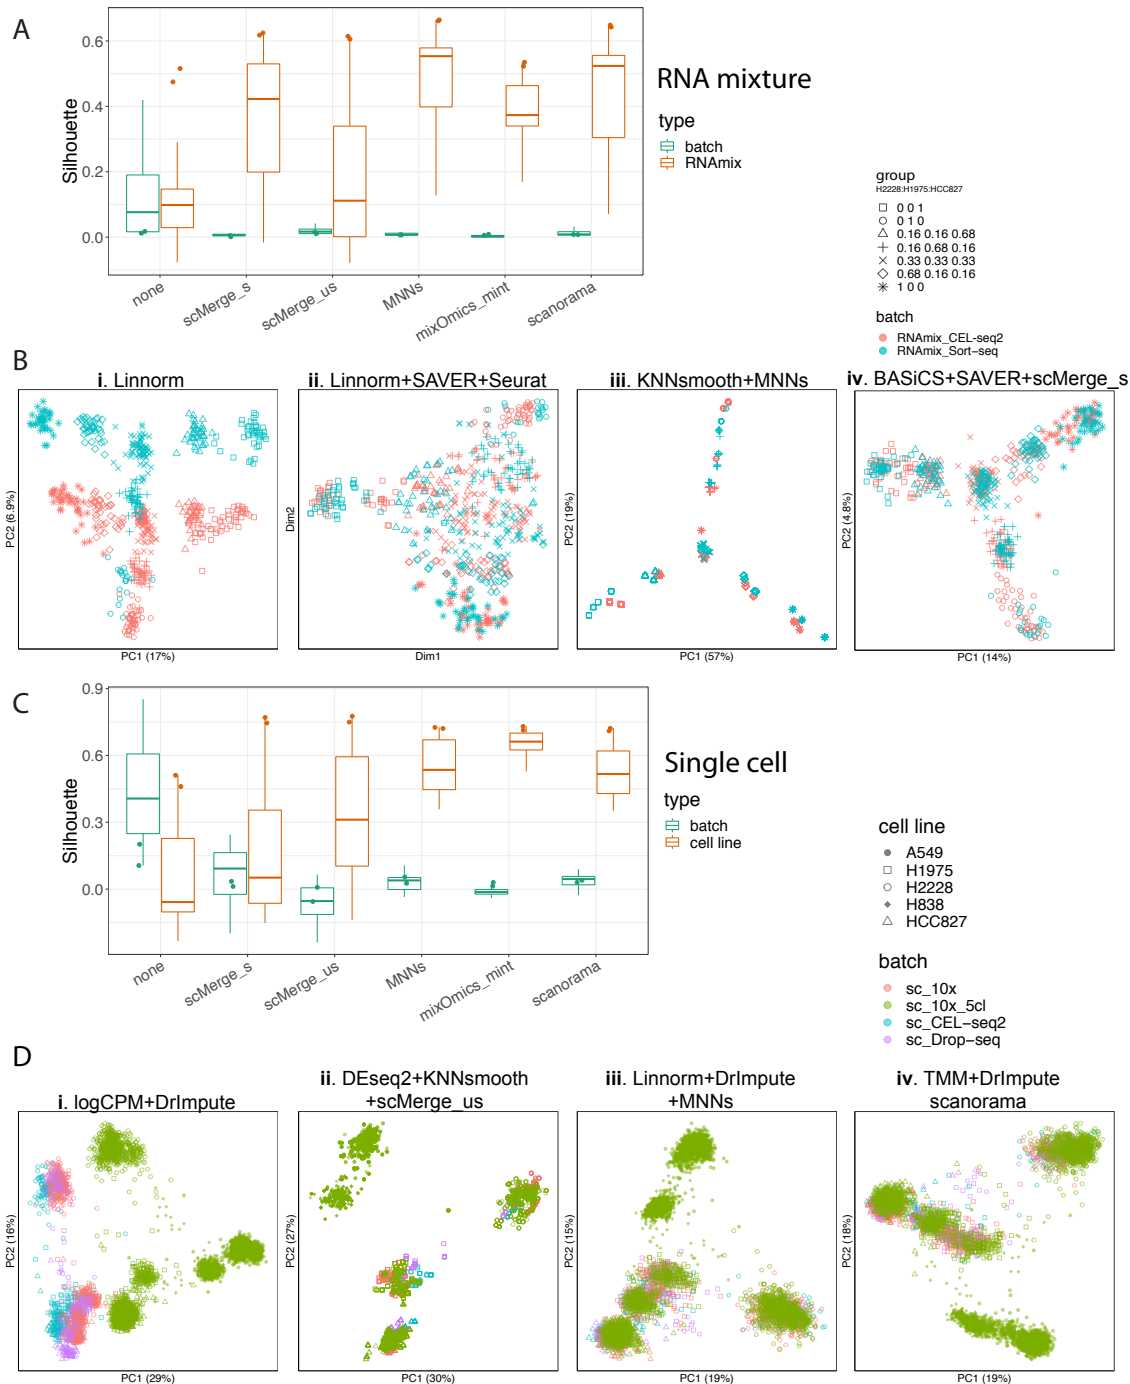 A
0.6
0.4
0.2
0.0
Silhouette
none
scMerge_s
scMerge_us
MNNs
mixOmics_mint
scanorama
RNA mixture
type
batch
RNAmix
group
H2228:H1975:HCC827
0 0 1
0 1 0
0.16 0.16 0.68
0.16 0.68 0.16
0.33 0.33 0.33
0.68 0.16 0.16
1 0 0
batch
RNAmix_CEL-seq2
RNAmix_Sort-seq
B
i. Linnorm
PC2 (6.9%)
PC1 (17%)
ii. Linnorm+SAVER+Seurat
Dim2
Dim1
iii. KNNsmooth+MNNs
PC2 (19%)
PC1 (57%)
iv. BASiCS+SAVER+scMerge_s
PC2 (4.8%)
PC1 (14%)
C
0.9
0.6
0.3
0.0
Silhouette
none
scMerge_s
scMerge_us
MNNs
mixOmics_mint
scanorama
Single cell
type
batch
cell line
cell line
A549
H1975
H2228
H838
HCC827
batch
sc_10x
sc_10x_5cl
sc_CEL-seq2
sc_Drop-seq
D
i. logCPM+DrImpute
PC2 (16%)
PC1 (29%)
ii. DEseq2+KNNsmooth
+scMerge_us
PC2 (27%)
PC1 (30%)
iii. Linnorm+DrImpute
+MNNs
PC2 (15%)
PC1 (19%)
iv. TMM+DrImpute
scanorama
PC2 (18%)
PC1 (19%)